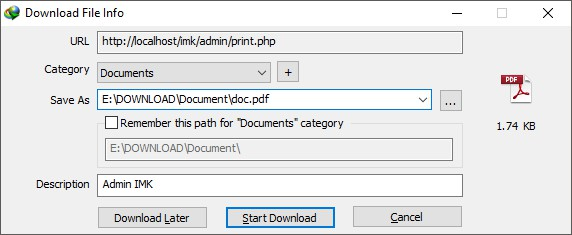 Download File Info
URL http://localhost/imk/admin/print.php
Category Documents +
Save As E:\DOWNLOAD\Document\doc.pdf ...
PDF
1.74 KB
Remember this path for "Documents" category
E:\DOWNLOAD\Document\
Description Admin IMK
Download Later Start Download Cancel